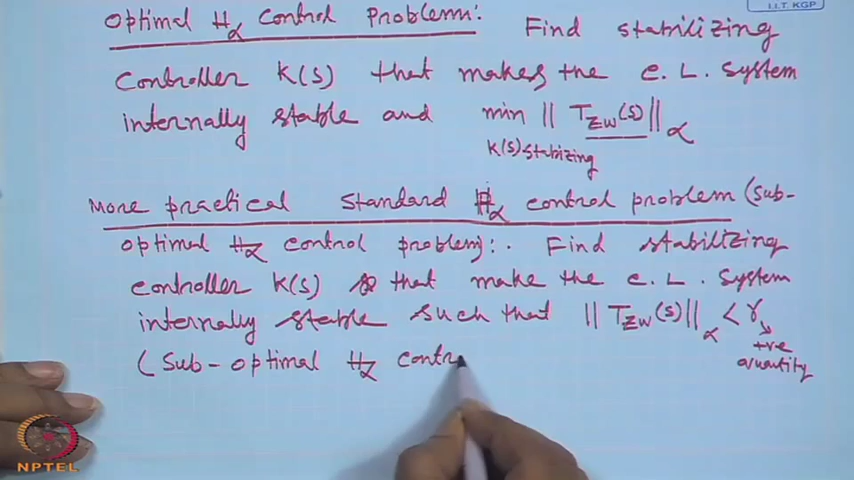 I.I.T. KGP
Optimal H∝ Control Problem:  Find stabilizing
Controller K(s) that makes the C.L. System
internally stable and min || Tzw(s) ||∝
K(s) stabilizing
More practical standard H∝ control problem (Sub-
optimal H∝ control problem): Find stabilizing
controller K(s) that make the C.L. System
internally stable such that || Tzw(s) ||∝ < γ
+ve
quantity
(Sub-optimal H∝ contr
NPTEL